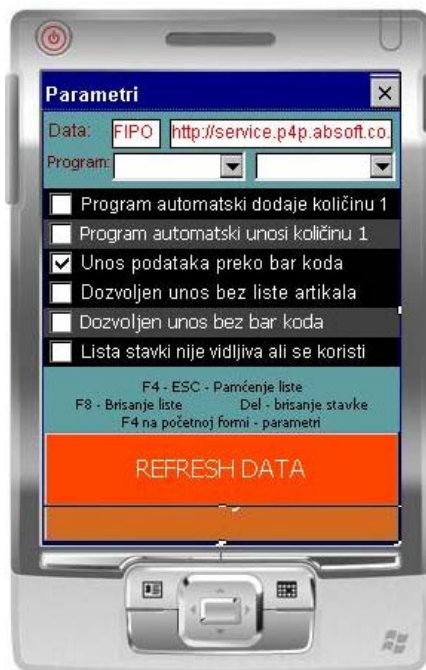 Parametri
Data: FIPO http://service.p4p.absoft.co.
Program:
Program automatski dodaje količinu 1
Program automatski unosi količinu 1
Unos podataka preko bar koda
Dozvoljen unos bez liste artikala
Dozvoljen unos bez bar koda
Lista stavki nije vidljiva ali se koristi
F4 - ESC - Pamćenje liste
F8 - Brisanje liste Del - brisanje stavke
F4 na početnoj formi - parametri
REFRESH DATA